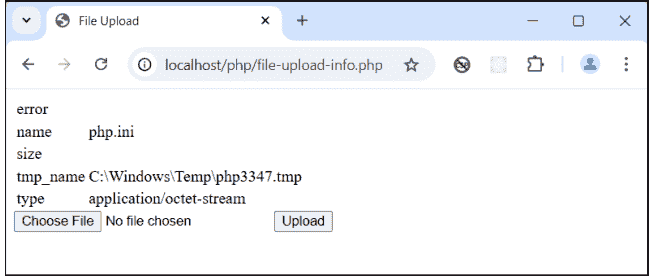 File Upload
localhost/php/file-upload-info.php
error
name php.ini
size
tmp_name C:\Windows\Temp\php3347.tmp
type application/octet-stream
Choose File No file chosen Upload